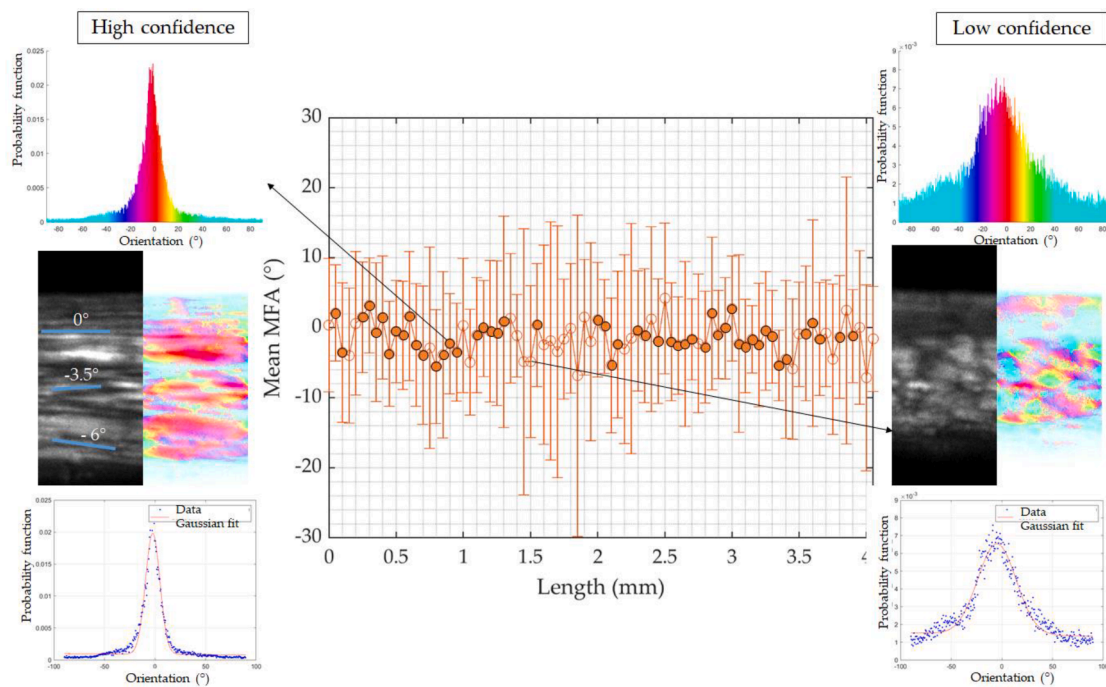 High confidence
Probability function
0.025
0.02
0.015
0.01
0.005
0
-80 -60 -40 -20 0 20 40 60 80
Orientation (°)
0°
-3.5°
- 6°
Probability function
0.025
0.02
0.015
0.01
0.005
0
-100 -50 0 50 100
Orientation (°)
Data
Gaussian fit
Mean MFA (°)
30
20
10
0
-10
-20
-30
0 0.5 1 1.5 2 2.5 3 3.5 4
Length (mm)
Low confidence
Probability function
9 ×10⁻³
8
7
6
5
4
3
2
1
0
-80 -60 -40 -20 0 20 40 60 80
Orientation (°)
Probability function
9 ×10⁻³
8
7
6
5
4
3
2
1
0
-100 -50 0 50 100
Orientation (°)
Data
Gaussian fit